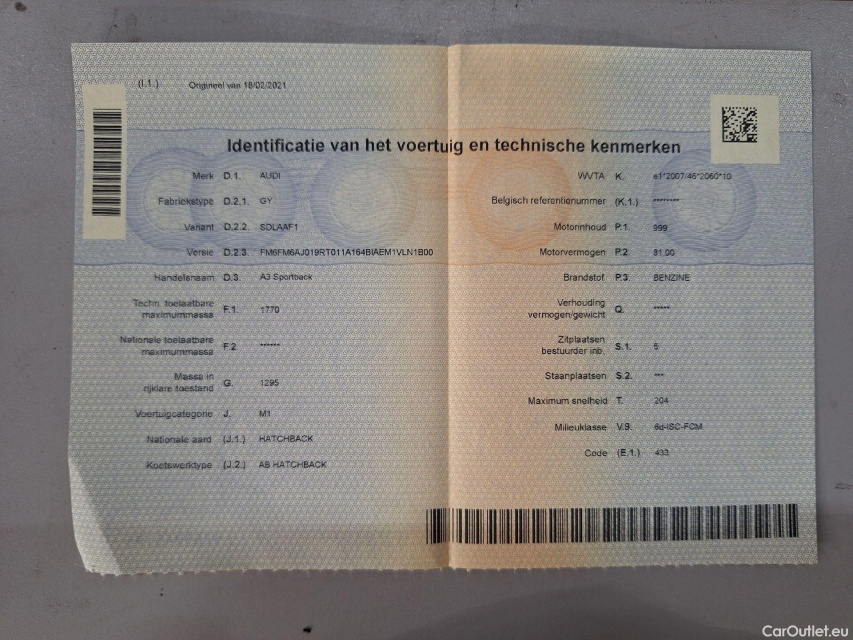 (I.1.) Origineel van 18/02/2021
Identificatie van het voertuig en technische kenmerken
Merk D.1. AUDI
Fabriekstype D.2.1. GY
Variant D.2.2. SDLAAF1
Versie D.2.3. FM6FM6AJ019RT011A164BIAEM1VLN1B00
Handelsnaam D.3. A3 Sportback
Techn. toelaatbare
maximummassa F.1. 1770
Nationale toelaatbare
maximummassa F.2 ******
Massa in
rijklare toestand G. 1295
Voertuigcategorie J. M1
Nationale aard (J.1.) HATCHBACK
Koetswerktype (J.2.) AB HATCHBACK
WVTA K. e1*2007/46*2060*10
Belgisch referentienummer (K.1.) ********
Motorinhoud P.1. 999
Motorvermogen P.2. 81.00
Brandstof P.3. BENZINE
Verhouding
vermogen/gewicht Q. *****
Zitplaatsen
bestuurder inb. S.1. 5
Staanplaatsen S.2. ***
Maximum snelheid T. 204
Milieuklasse V.9. 6d-ISC-FCM
Code (E.1.) 433
CarOutlet.eu